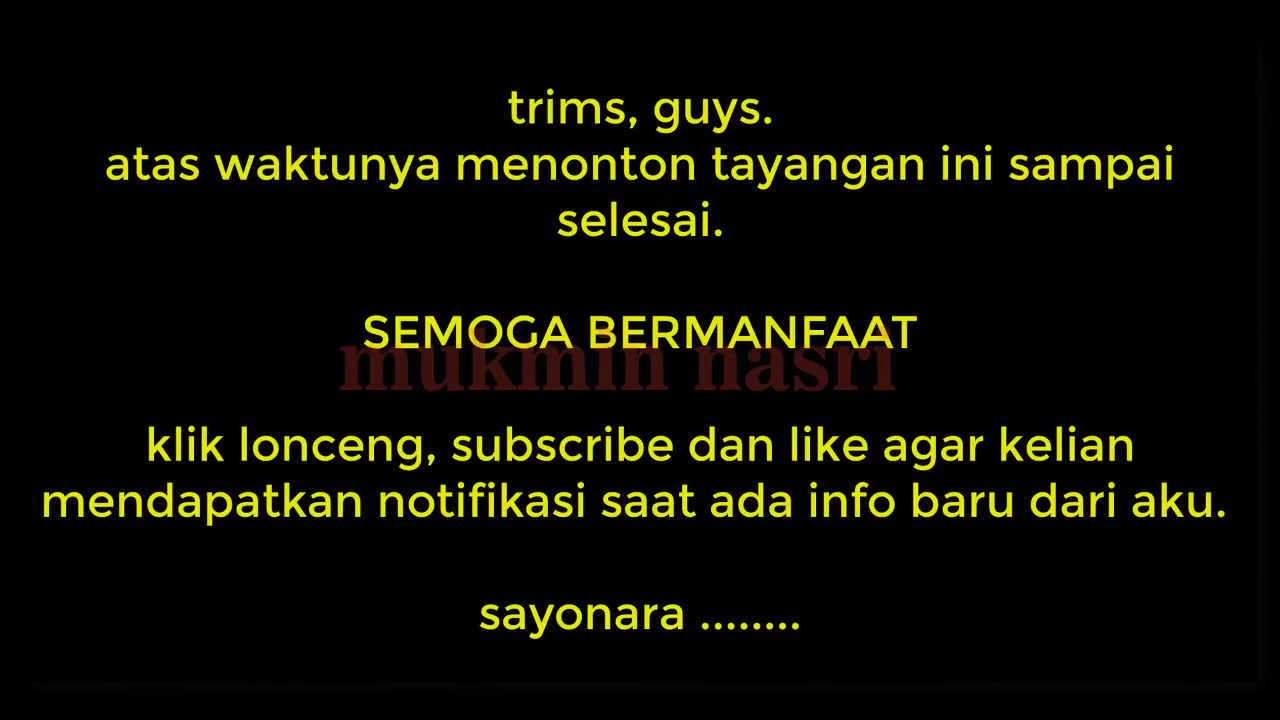 trims, guys.
atas waktunya menonton tayangan ini sampai
selesai.
SEMOGA BERMANFAAT
mukmin nasri
klik lonceng, subscribe dan like agar kelian
mendapatkan notifikasi saat ada info baru dari aku.
sayonara ........